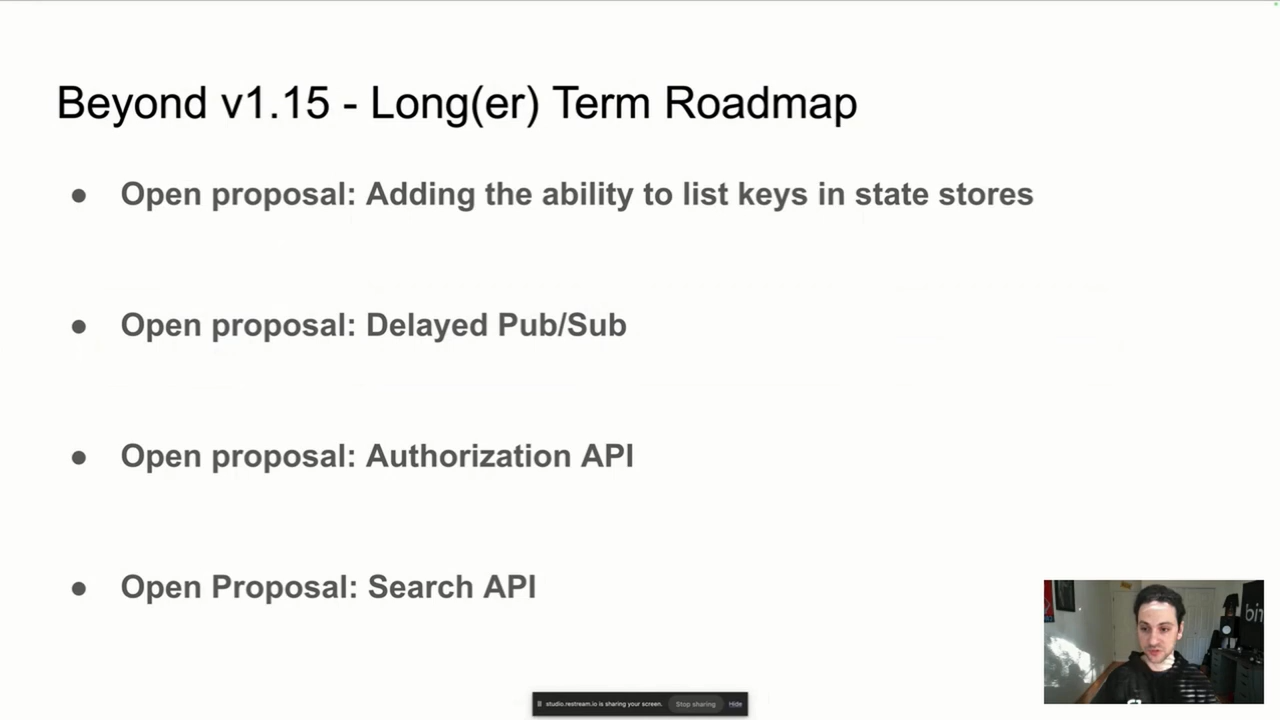 Beyond v1.15 - Long(er) Term Roadmap
● Open proposal: Adding the ability to list keys in state stores
● Open proposal: Delayed Pub/Sub
● Open proposal: Authorization API
● Open Proposal: Search API
studio.restream.io is sharing your screen. Stop sharing Hide